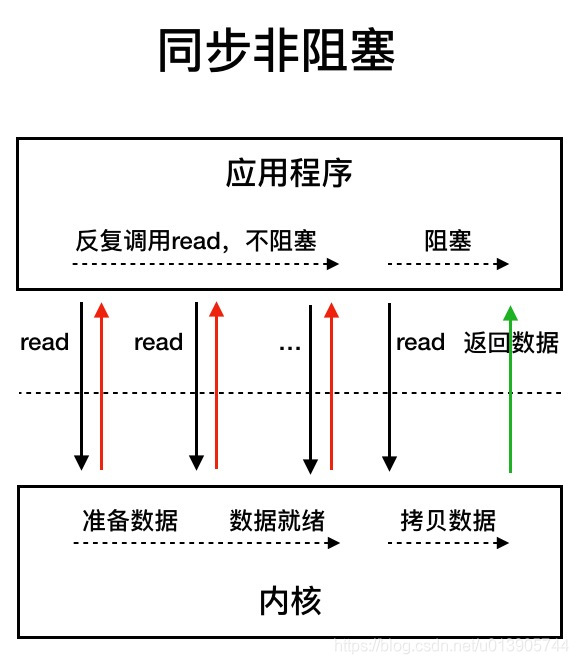 同步非阻塞
应用程序
反复调用read，不阻塞
阻塞
read
read
...
read
返回数据
准备数据
数据就绪
拷贝数据
内核
https://blog.csdn.net/u013905744